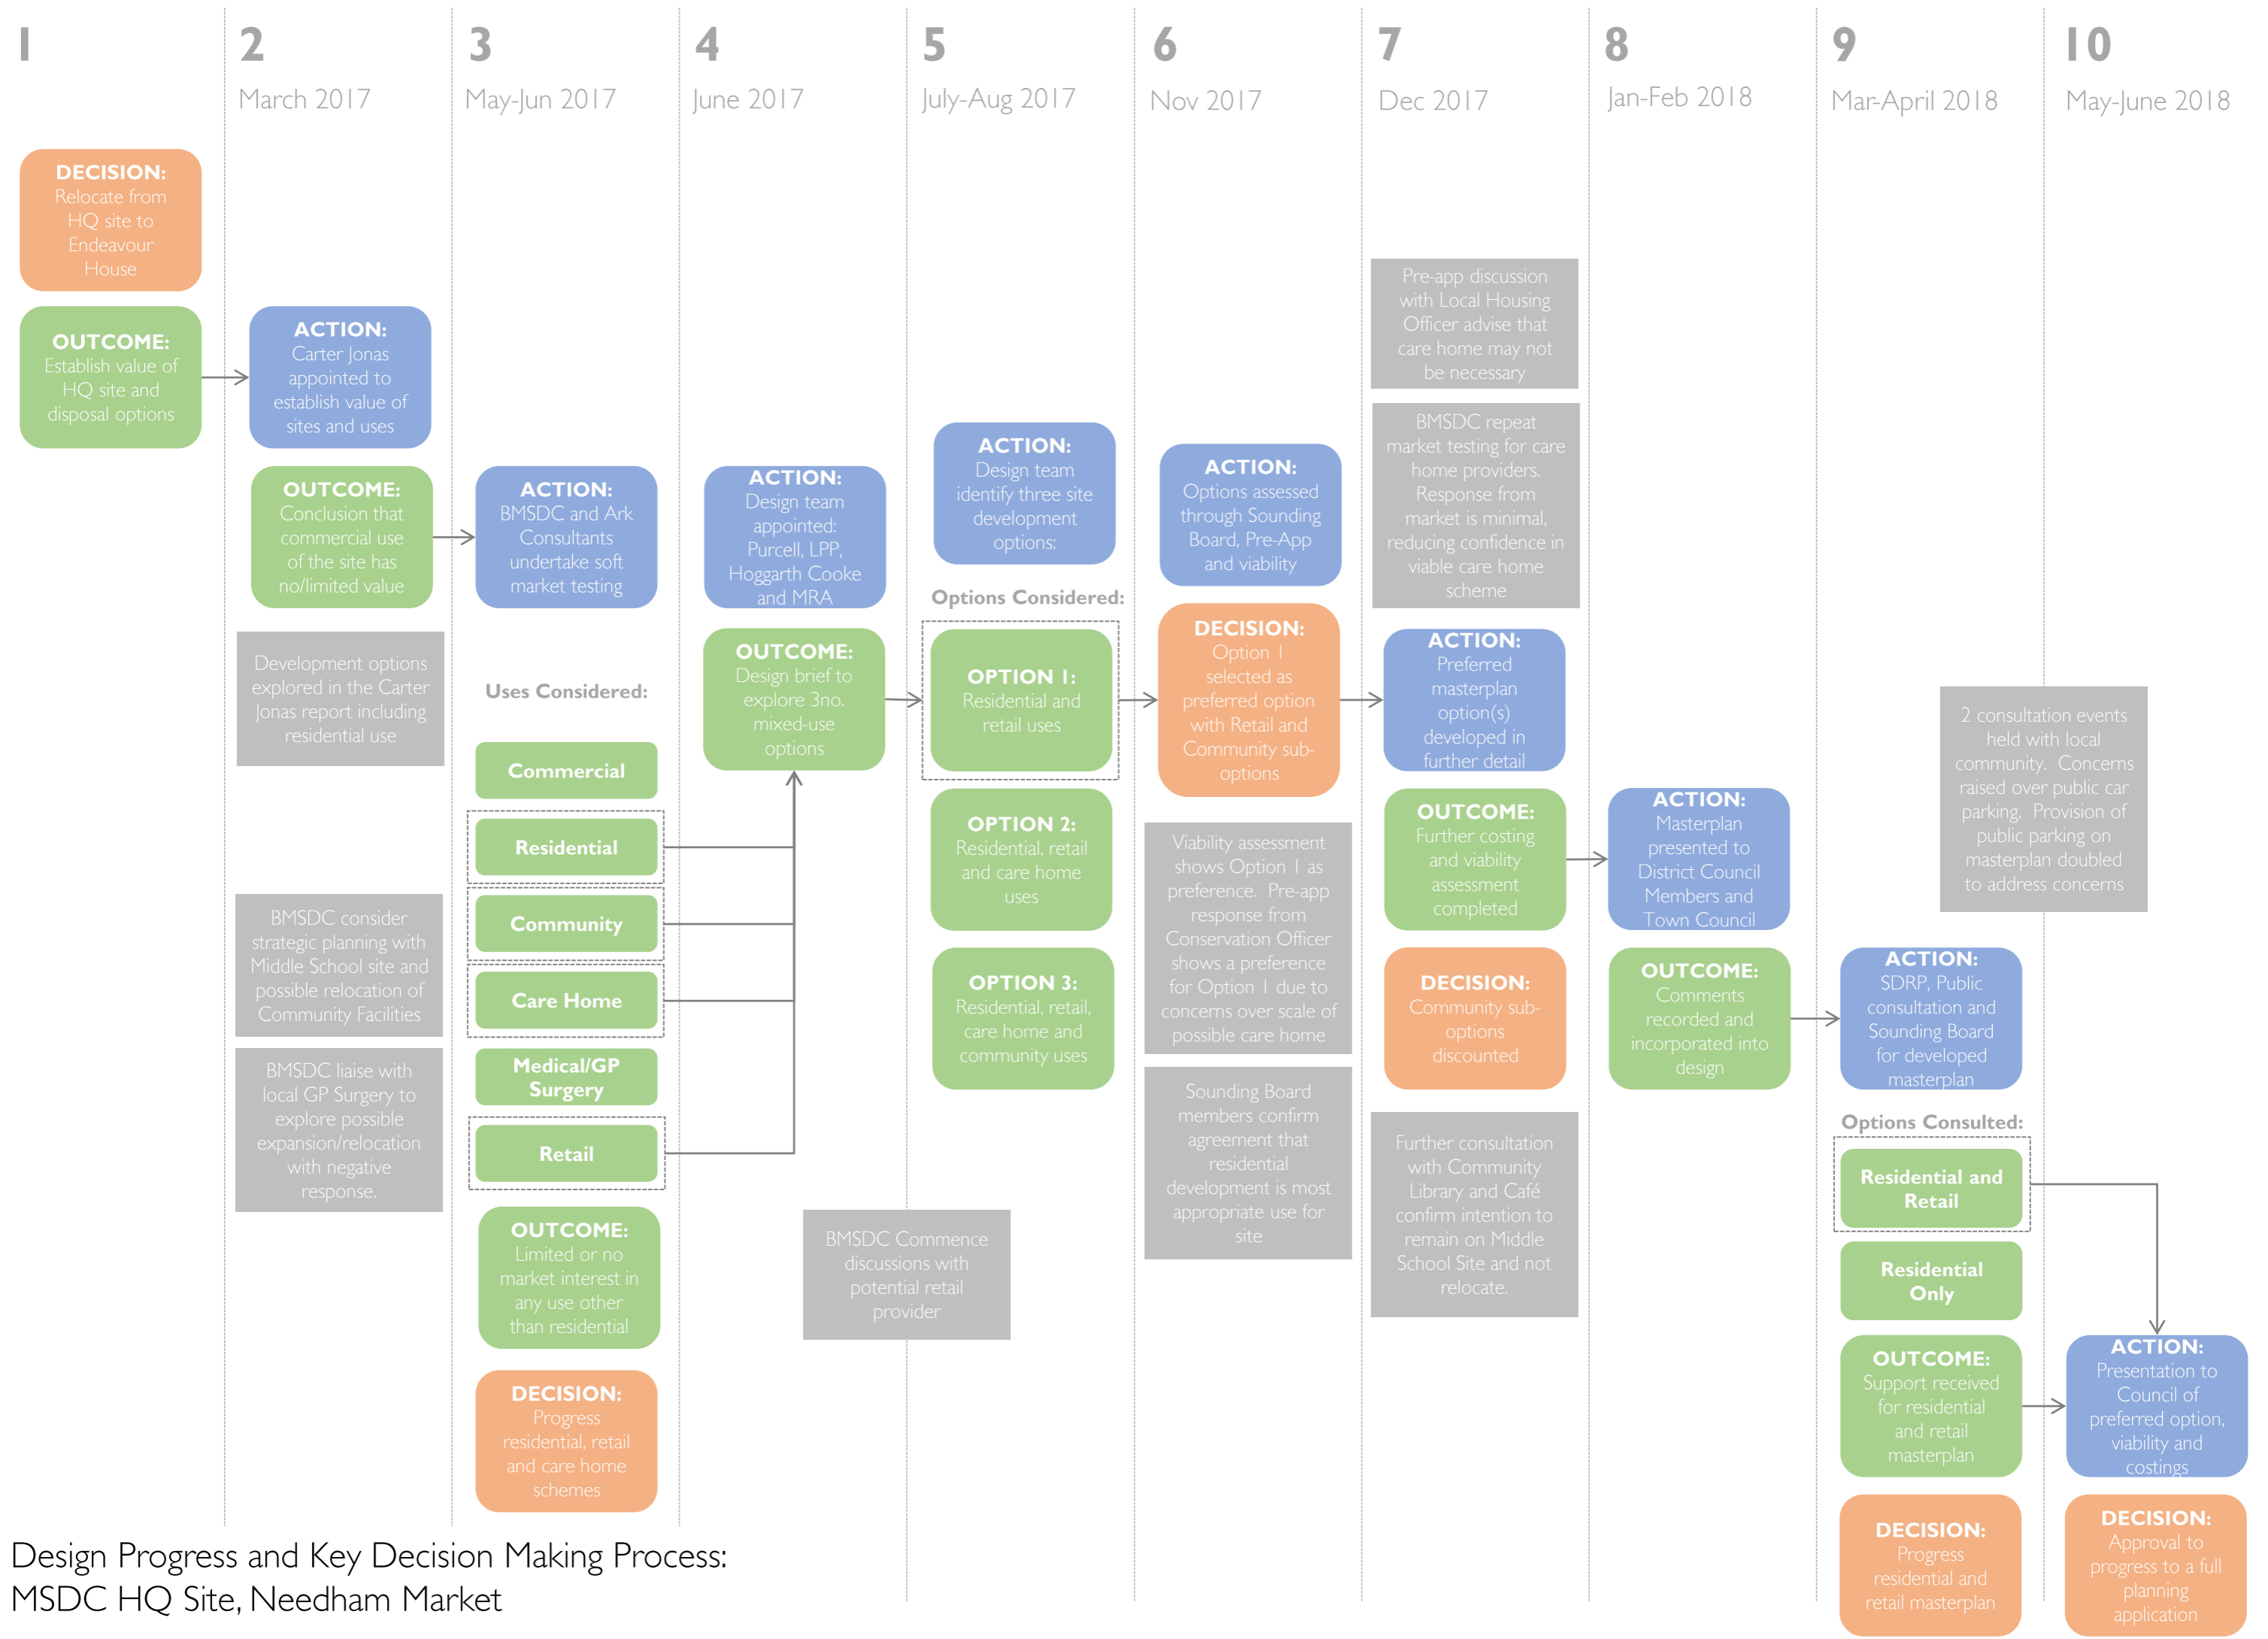 1
DECISION:
Relocate from
HQ site to
Endeavour
House
OUTCOME:
Establish value of
HQ site and
disposal options
2
March 2017
ACTION:
Carter Jonas
appointed to
establish value of
sites and uses
OUTCOME:
Conclusion that
commercial use
of the site has
no/limited value
Development options
explored in the Carter
Jonas report including
residential use
BMSDC consider
strategic planning with
Middle School site and
possible relocation of
Community Facilities
BMSDC liaise with
local GP Surgery to
explore possible
expansion/relocation
with negative
response.
3
May-Jun 2017
ACTION:
BMSDC and Ark
Consultants
undertake soft
market testing
Uses Considered:
Commercial
Residential
Community
Care Home
Medical/GP
Surgery
Retail
OUTCOME:
Limited or no
market interest in
any use other
than residential
DECISION:
Progress
residential, retail
and care home
schemes
4
June 2017
ACTION:
Design team
appointed:
Purcell, LPP,
Hoggarth Cooke
and MRA
OUTCOME:
Design brief to
explore 3no.
mixed-use
options
BMSDC Commence
discussions with
potential retail
provider
5
July-Aug 2017
ACTION:
Design team
identify three site
development
options:
Options Considered:
OPTION 1:
Residential and
retail uses
OPTION 2:
Residential, retail
and care home
uses
OPTION 3:
Residential, retail,
care home and
community uses
6
Nov 2017
ACTION:
Options assessed
through Sounding
Board, Pre-App
and viability
DECISION:
Option 1
selected as
preferred option
with Retail and
Community sub-
options
Viability assessment
shows Option 1 as
preference.  Pre-app
response from
Conservation Officer
shows a preference
for Option 1 due to
concerns over scale of
possible care home
Sounding Board
members confirm
agreement that
residential
development is most
appropriate use for
site
7
Dec 2017
Pre-app discussion
with Local Housing
Officer advise that
care home may not
be necessary
BMSDC repeat
market testing for care
home providers.
Response from
market is minimal,
reducing confidence in
viable care home
scheme
ACTION:
Preferred
masterplan
option(s)
developed in
further detail
OUTCOME:
Further costing
and viability
assessment
completed
DECISION:
Community sub-
options
discounted
Further consultation
with Community
Library and Café
confirm intention to
remain on Middle
School Site and not
relocate.
8
Jan-Feb 2018
ACTION:
Masterplan
presented to
District Council
Members and
Town Council
OUTCOME:
Comments
recorded and
incorporated into
design
9
Mar-April 2018
2 consultation events
held with local
community.  Concerns
raised over public car
parking.  Provision of
public parking on
masterplan doubled
to address concerns
ACTION:
SDRP, Public
consultation and
Sounding Board
for developed
masterplan
Options Consulted:
Residential and
Retail
Residential
Only
OUTCOME:
Support received
for residential
and retail
masterplan
DECISION:
Progress
residential and
retail masterplan
10
May-June 2018
ACTION:
Presentation to
Council of
preferred option,
viability and
costings
DECISION:
Approval to
progress to a full
planning
application
Design Progress and Key Decision Making Process:
MSDC HQ Site, Needham Market